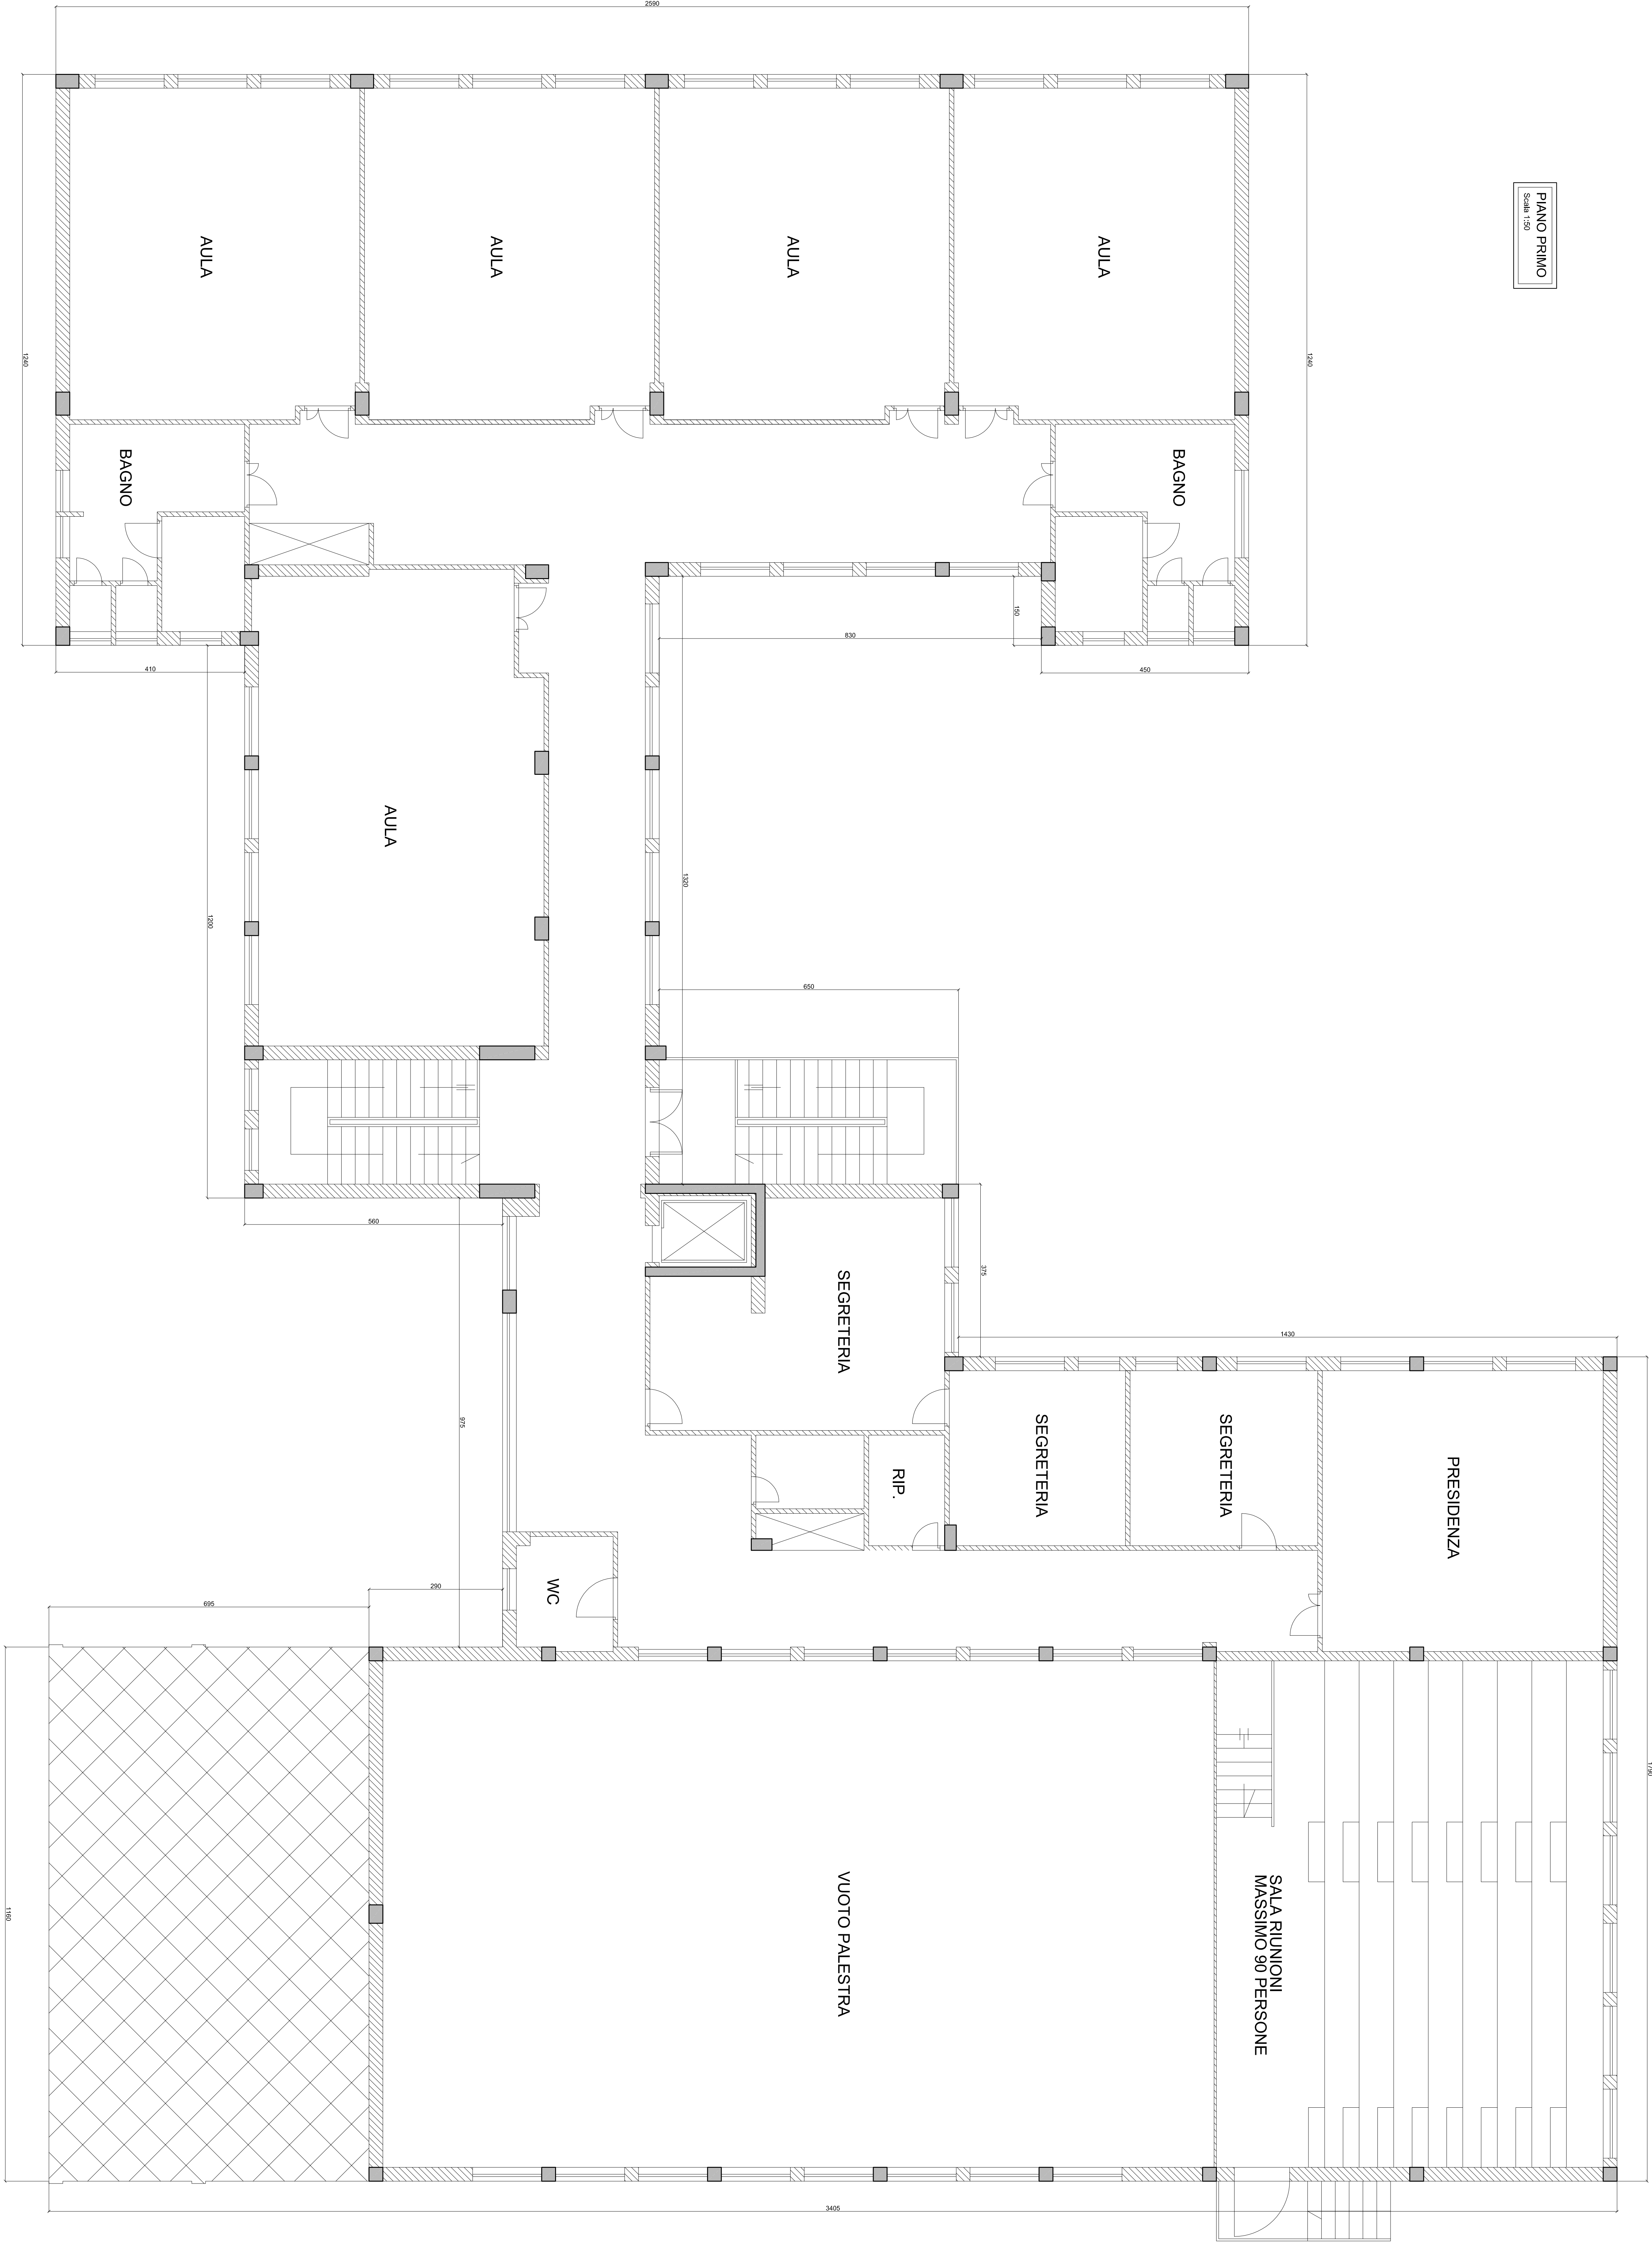 2590
PIANO PRIMO
Scala 1:50
AULA
AULA
AULA
AULA
1240
1240
BAGNO
BAGNO
150
830
410
450
AULA
1320
1200
650
560
375
SEGRETERIA
1430
975
SEGRETERIA
SEGRETERIA
PRESIDENZA
RIP.
WC
290
695
1790
SALA RIUNIONI
MASSIMO 90 PERSONE
VUOTO PALESTRA
1160
3405